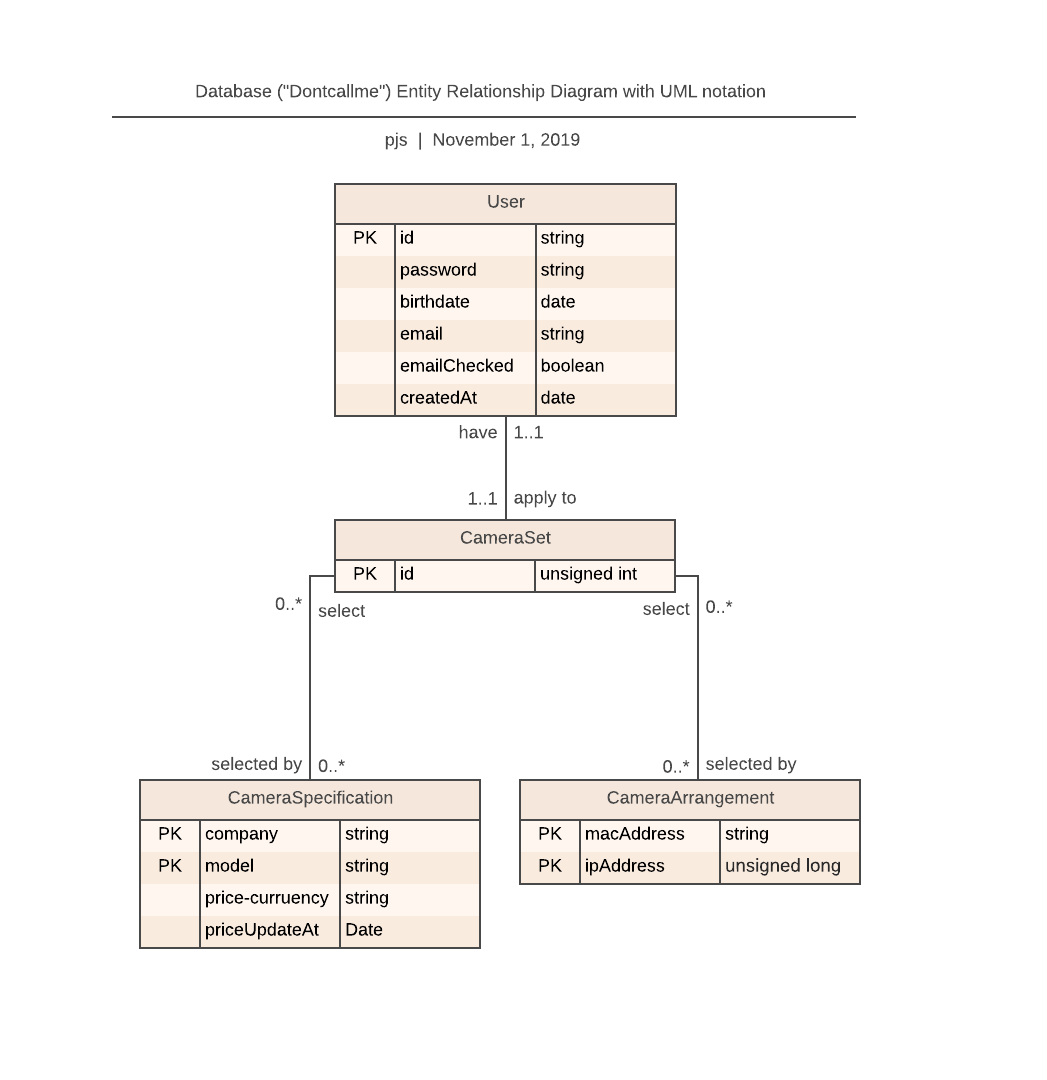 Database ("Dontcallme") Entity Relationship Diagram with UML notation
pjs | November 1, 2019
User
PK id string
password string
birthdate date
email string
emailChecked boolean
createdAt date
have 1..1
1..1 apply to
CameraSet
PK id unsigned int
0..* select
select 0..*
selected by 0..*
0..* selected by
CameraSpecification
PK company string
PK model string
price-curruency string
priceUpdateAt Date
CameraArrangement
PK macAddress string
PK ipAddress unsigned long